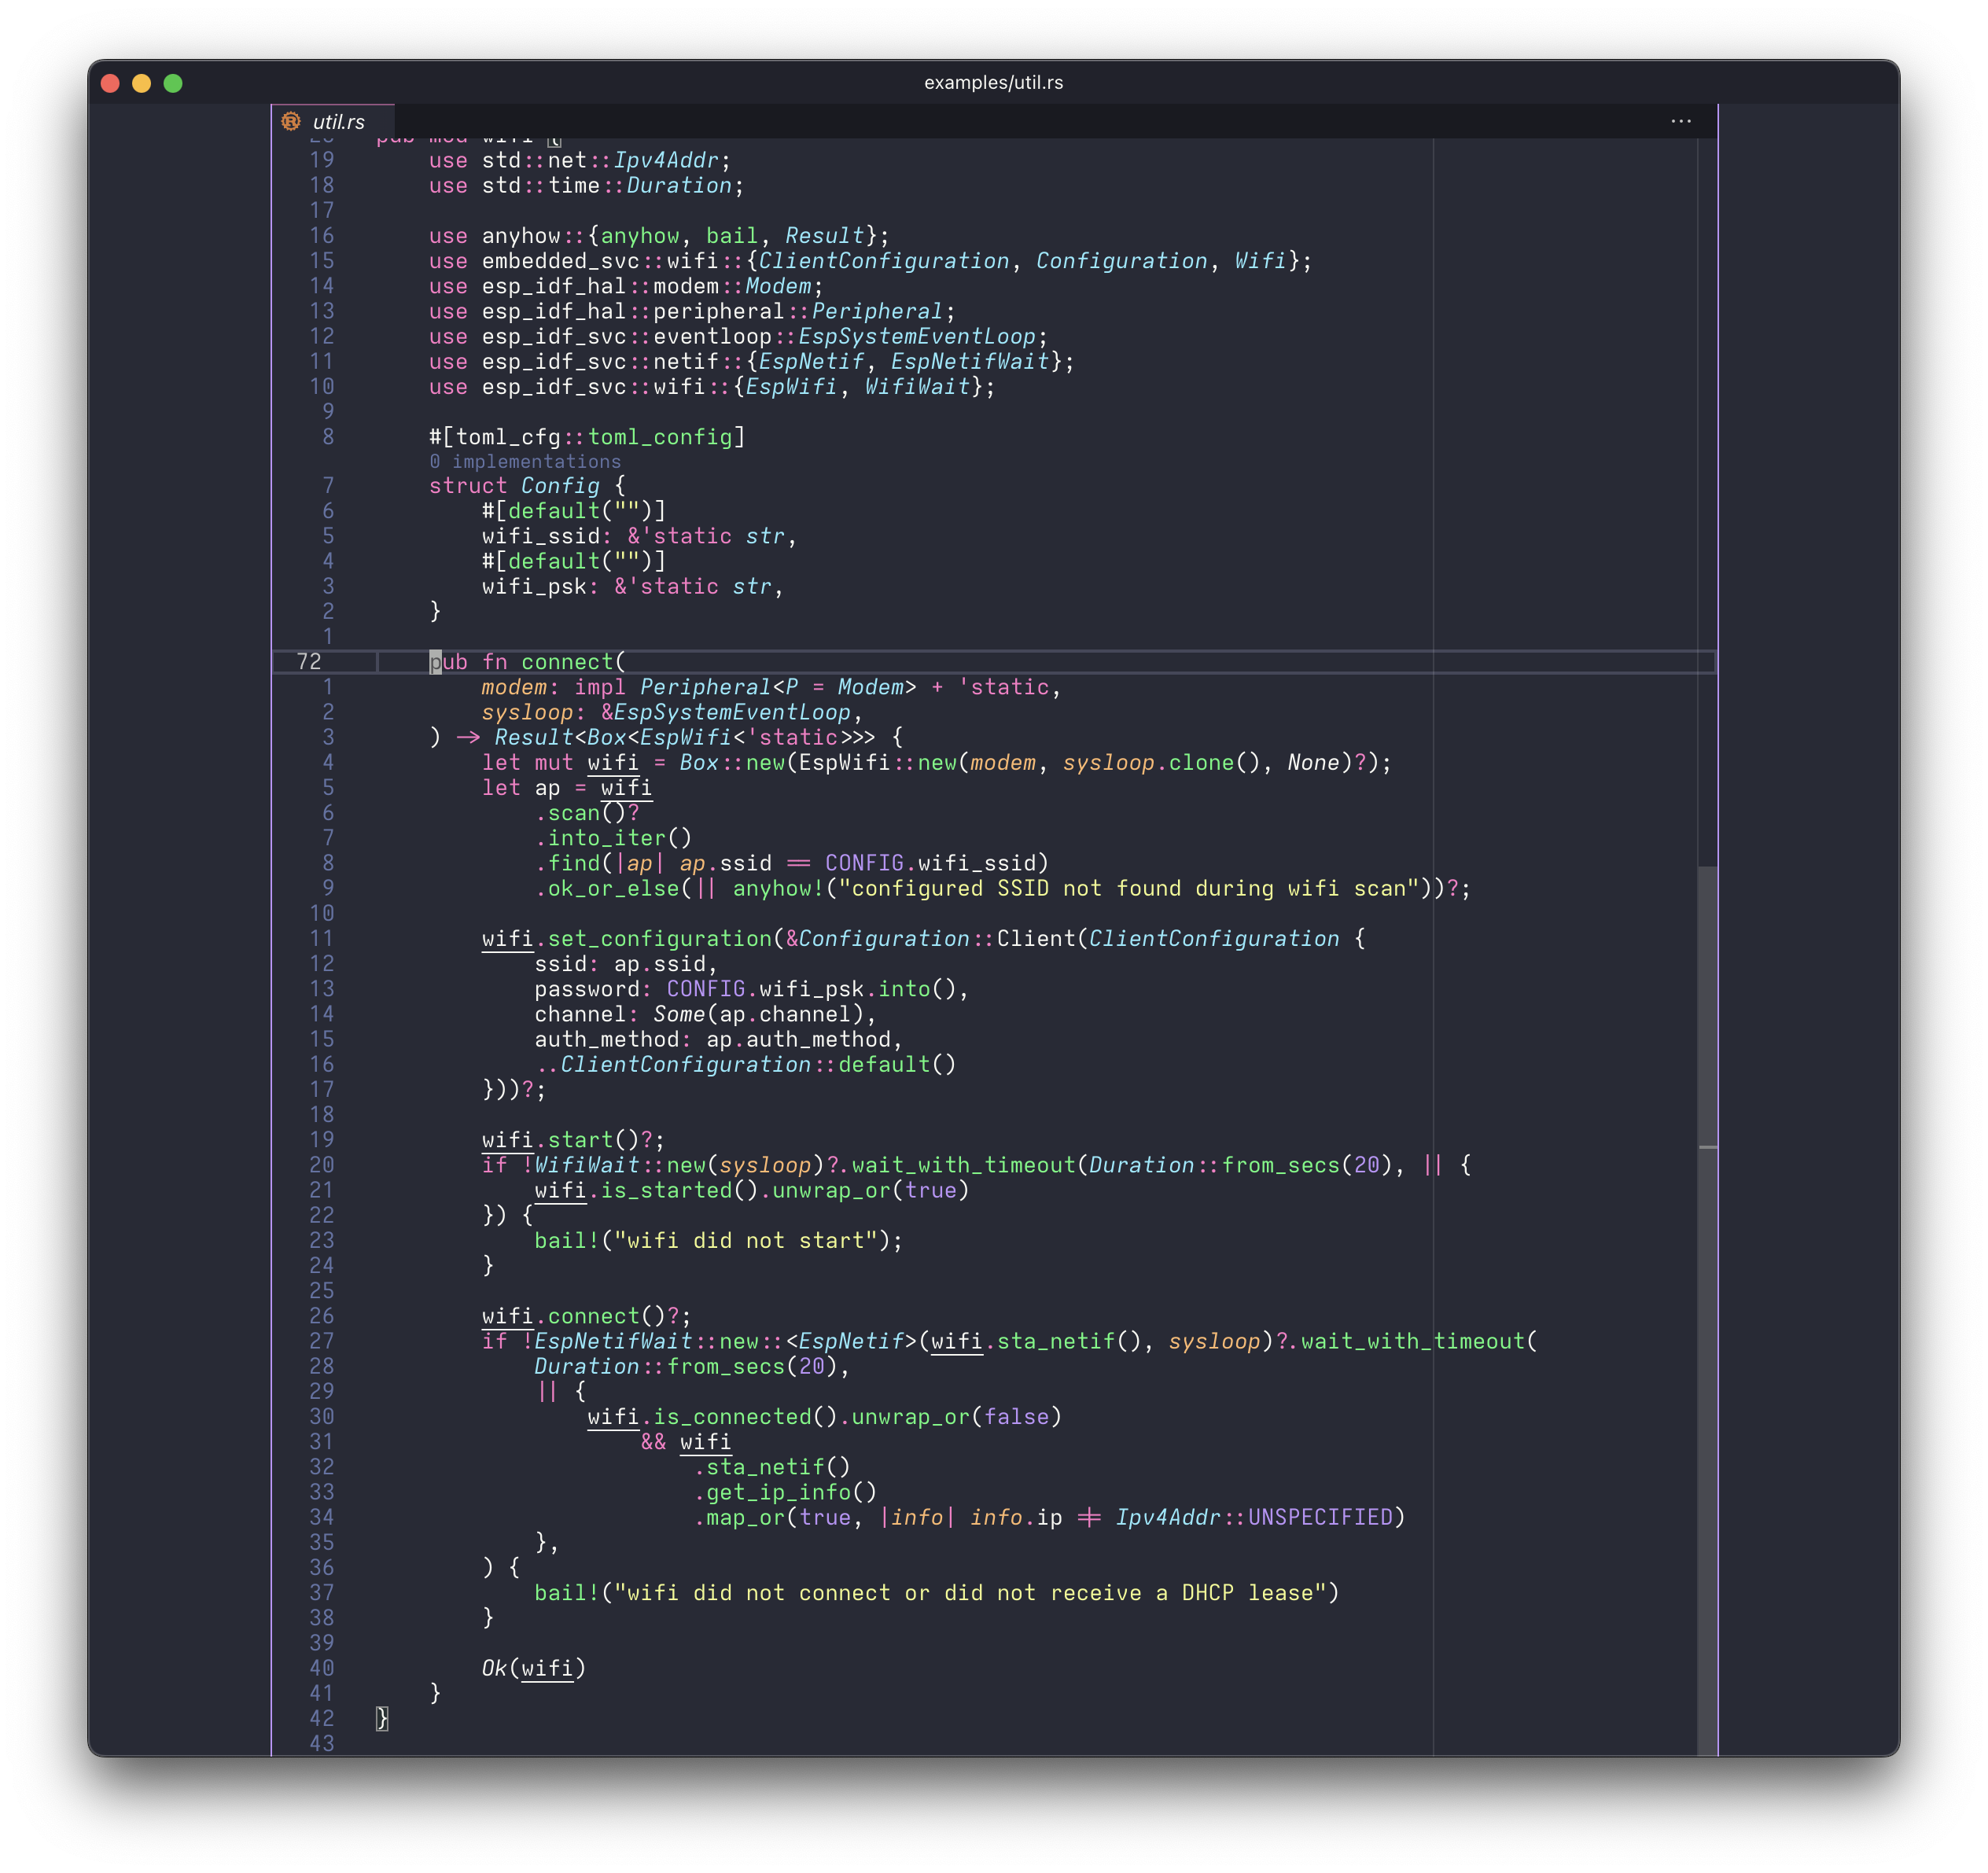 examples/util.rs
util.rs
pub mod wifi {
19 use std::net::Ipv4Addr;
18 use std::time::Duration;
17
16 use anyhow::{anyhow, bail, Result};
15 use embedded_svc::wifi::{ClientConfiguration, Configuration, Wifi};
14 use esp_idf_hal::modem::Modem;
13 use esp_idf_hal::peripheral::Peripheral;
12 use esp_idf_svc::eventloop::EspSystemEventLoop;
11 use esp_idf_svc::netif::{EspNetif, EspNetifWait};
10 use esp_idf_svc::wifi::{EspWifi, WifiWait};
9
8 #[toml_cfg::toml_config]
0 implementations
7 struct Config {
6 #[default("")]
5 wifi_ssid: &'static str,
4 #[default("")]
3 wifi_psk: &'static str,
2 }
1
72 pub fn connect(
1 modem: impl Peripheral<P = Modem> + 'static,
2 sysloop: &EspSystemEventLoop,
3 ) -> Result<Box<EspWifi<'static>>> {
4 let mut wifi = Box::new(EspWifi::new(modem, sysloop.clone(), None)?);
5 let ap = wifi
6 .scan()?
7 .into_iter()
8 .find(|ap| ap.ssid == CONFIG.wifi_ssid)
9 .ok_or_else(|| anyhow!("configured SSID not found during wifi scan"))?;
10
11 wifi.set_configuration(&Configuration::Client(ClientConfiguration {
12 ssid: ap.ssid,
13 password: CONFIG.wifi_psk.into(),
14 channel: Some(ap.channel),
15 auth_method: ap.auth_method,
16 ..ClientConfiguration::default()
17 }))?;
18
19 wifi.start()?;
20 if !WifiWait::new(sysloop)?.wait_with_timeout(Duration::from_secs(20), || {
21 wifi.is_started().unwrap_or(true)
22 }) {
23 bail!("wifi did not start");
24 }
25
26 wifi.connect()?;
27 if !EspNetifWait::new::<EspNetif>(wifi.sta_netif(), sysloop)?.wait_with_timeout(
28 Duration::from_secs(20),
29 || {
30 wifi.is_connected().unwrap_or(false)
31 && wifi
32 .sta_netif()
33 .get_ip_info()
34 .map_or(true, |info| info.ip != Ipv4Addr::UNSPECIFIED)
35 },
36 ) {
37 bail!("wifi did not connect or did not receive a DHCP lease")
38 }
39
40 Ok(wifi)
41 }
42 }
43